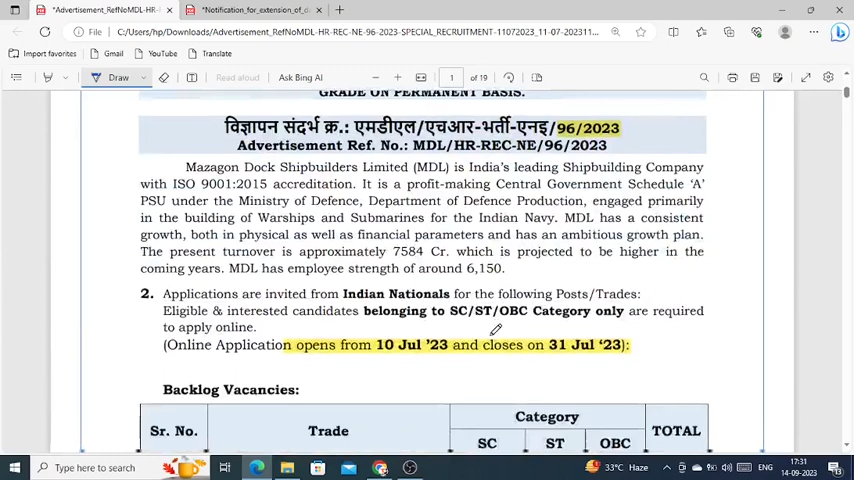 *Advertisement_RefNoMDL-HR-R
*Notification_for_extension_of_d
File
C:/Users/hp/Downloads/Advertisement_RefNoMDL-HR-REC-NE-96-2023-SPECIAL_RECRUITMENT-11072023_11-07-202311...
Import favorites
Gmail
YouTube
Translate
Draw
Read aloud
Ask Bing AI
1
of 19
GRADE ON PERMANENT BASIS.
विज्ञापन संदर्भ क्र.: एमडीएल/एचआर-भर्ती-एनइ/96/2023
Advertisement Ref. No.: MDL/HR-REC-NE/96/2023
Mazagon Dock Shipbuilders Limited (MDL) is India's leading Shipbuilding Company
with ISO 9001:2015 accreditation. It is a profit-making Central Government Schedule 'A'
PSU under the Ministry of Defence, Department of Defence Production, engaged primarily
in the building of Warships and Submarines for the Indian Navy. MDL has a consistent
growth, both in physical as well as financial parameters and has an ambitious growth plan.
The present turnover is approximately 7584 Cr. which is projected to be higher in the
coming years. MDL has employee strength of around 6,150.
2. Applications are invited from Indian Nationals for the following Posts/Trades:
Eligible & interested candidates belonging to SC/ST/OBC Category only are required
to apply online.
(Online Application opens from 10 Jul '23 and closes on 31 Jul '23):
Backlog Vacancies:
Sr. No.
Trade
Category
TOTAL
SC
ST
OBC
Type here to search
33°C Haze
ENG
17:31
14-09-2023
13